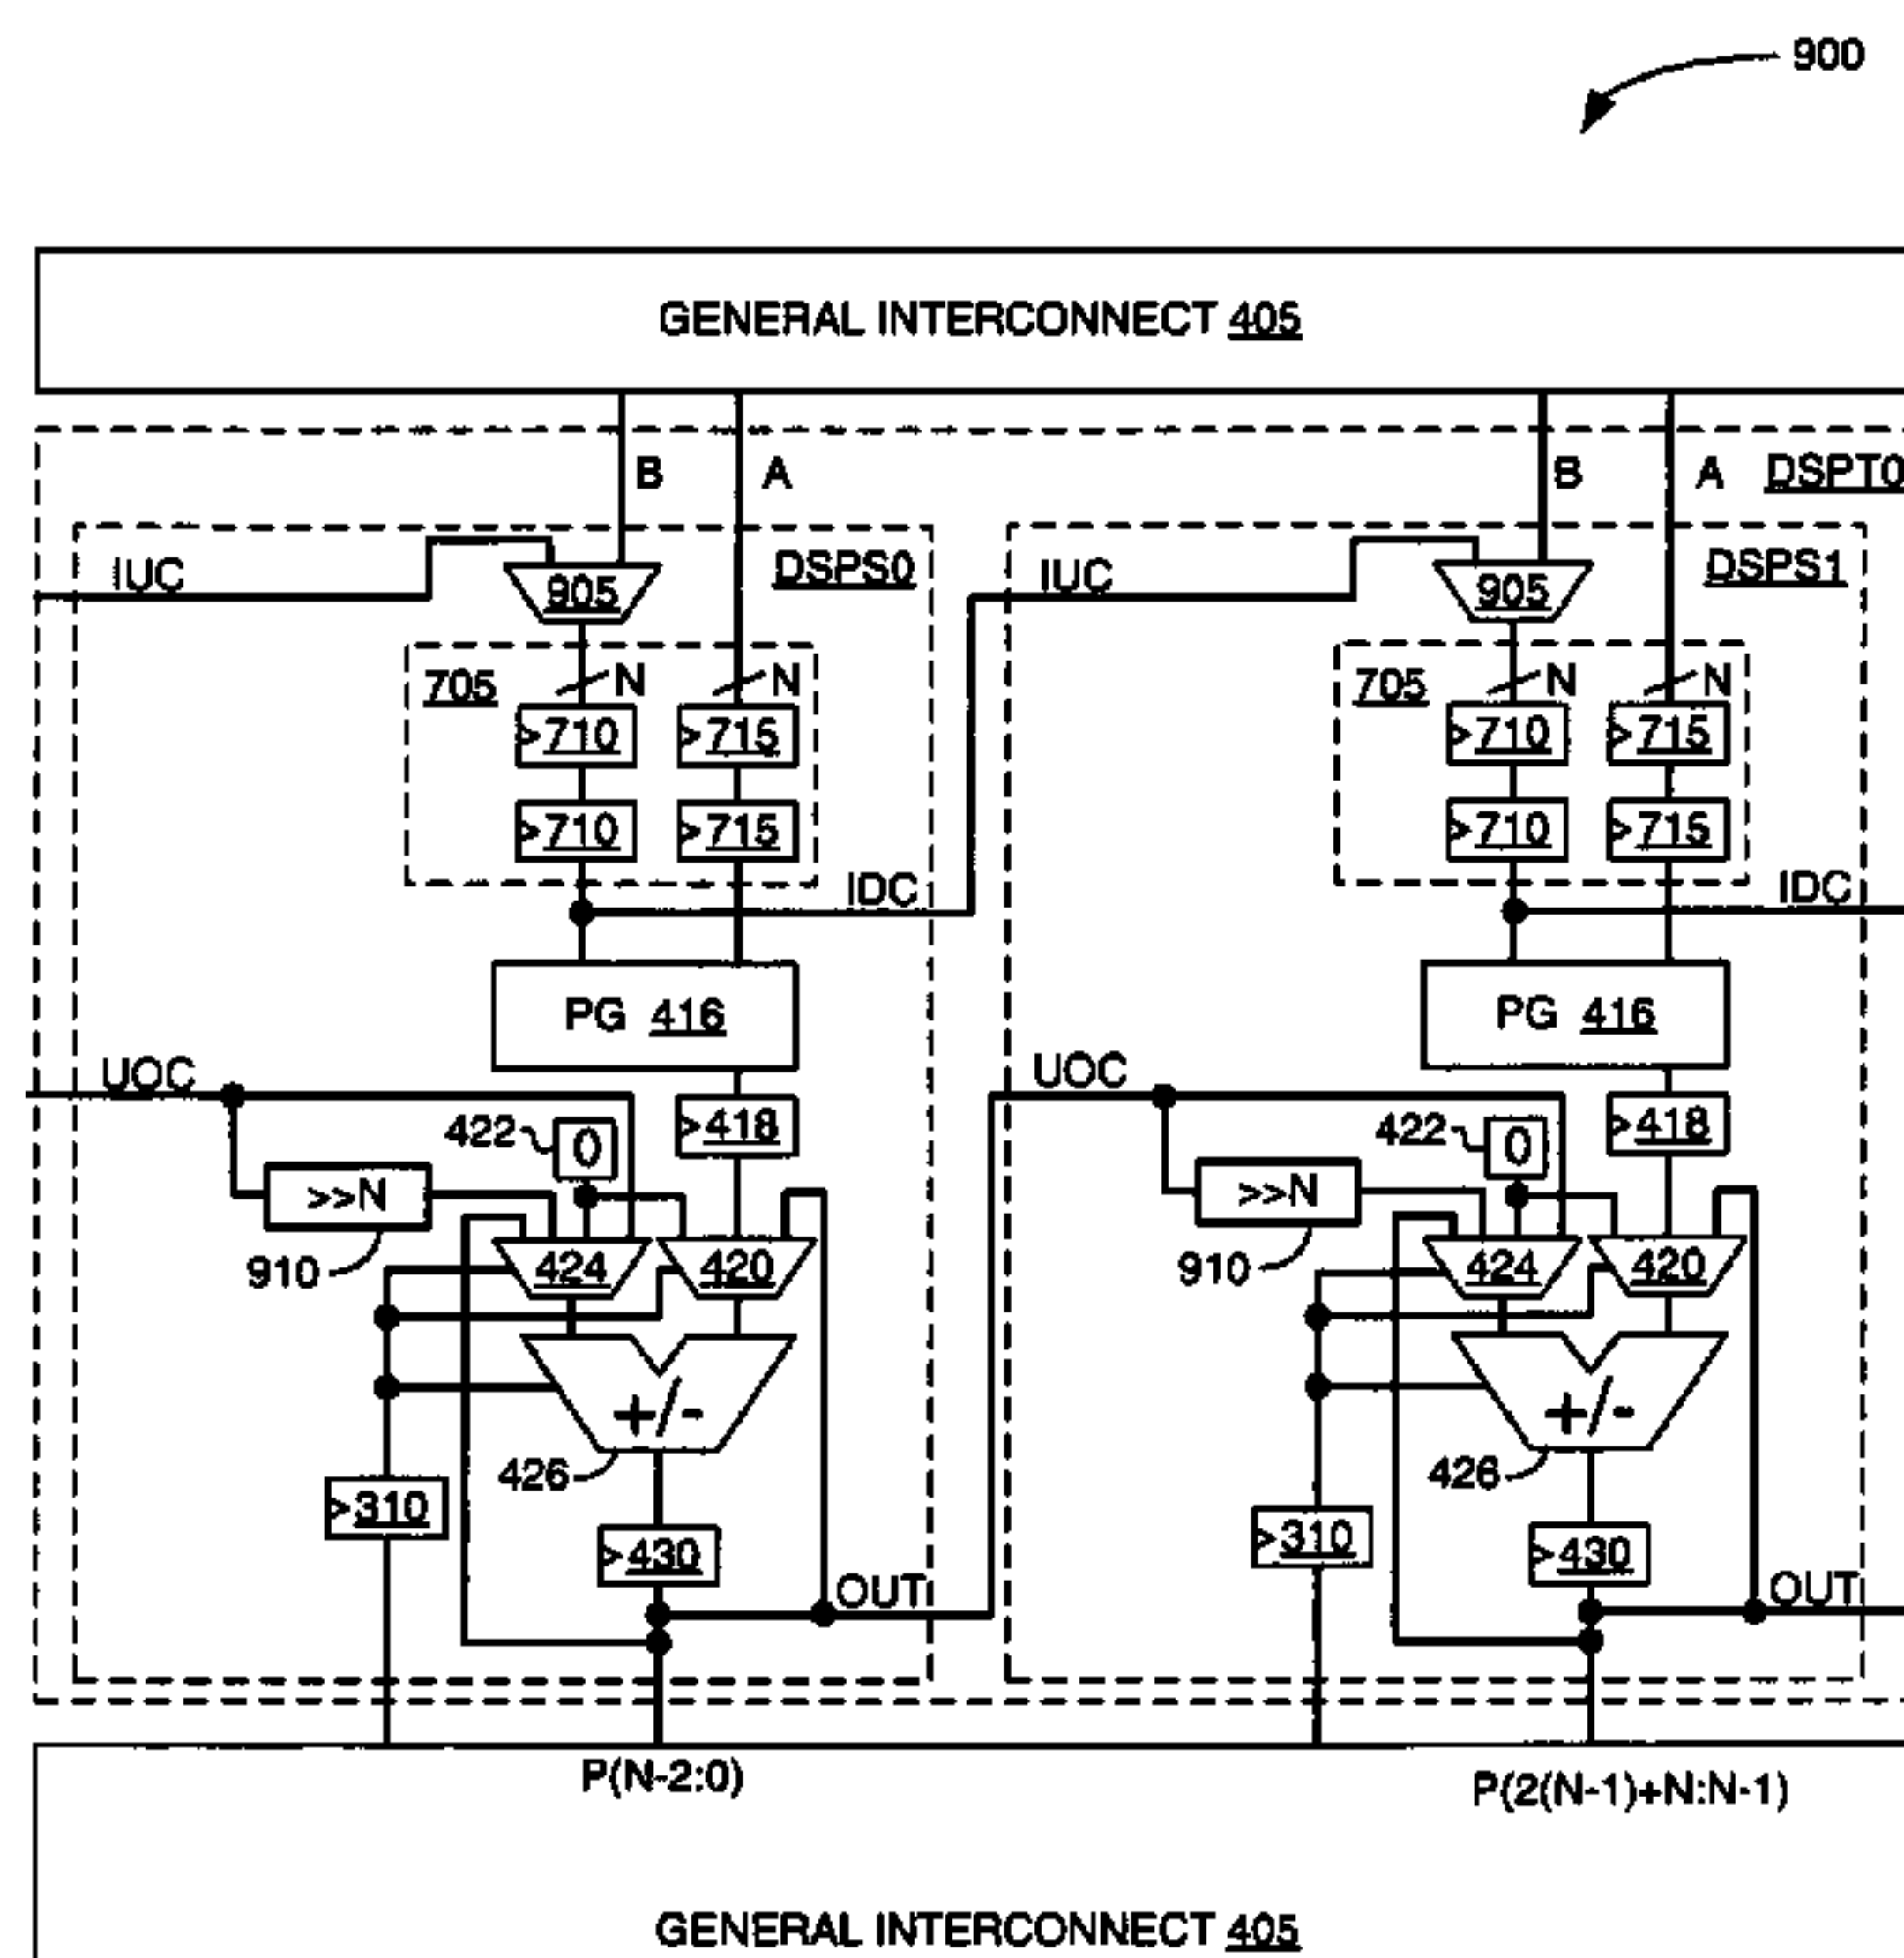 900
GENERAL INTERCONNECT 405
B A B A DSPT0
IUC 905 DSPS0 IUC 905 DSPS1
705 N N 705 N N
>710 >715 >710 >715
>710 >715 >710 >715
IDC IDC
PG 416 PG 416
UOC UOC
422 0 >418 422 0 >418
>>N >>N
910 424 420 910 424 420
+/- +/-
426 426
>310 >430 >310 >430
OUT OUT
P(N-2:0) P(2(N-1)+N:N-1)
GENERAL INTERCONNECT 405